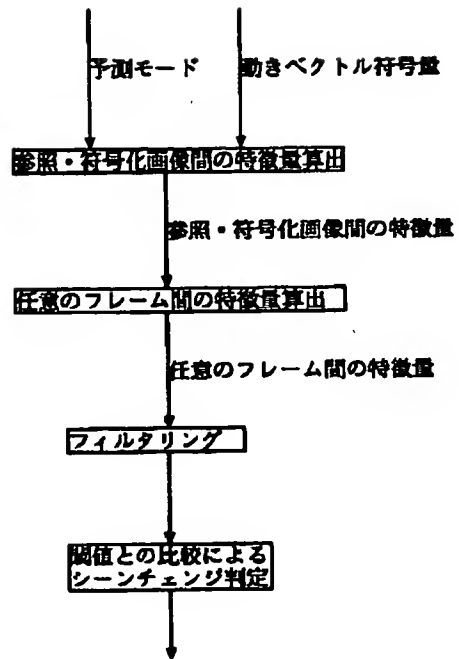 予測モード
動きベクトル符号量
参照・符号化画像間の特徴量算出
参照・符号化画像間の特徴量
任意のフレーム間の特徴量算出
任意のフレーム間の特徴量
フィルタリング
閾値との比較による
シーンチェンジ判定